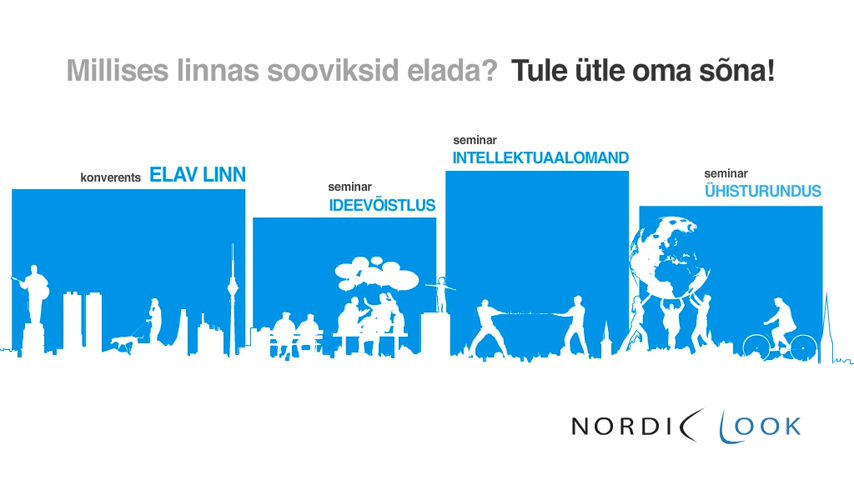 Millises linnas sooviksid elada? Tule ütle oma sõna!
konverents ELAV LINN
seminar
IDEEVÕISTLUS
seminar
INTELLEKTUAALOMAND
seminar
ÜHISTURUNDUS
NORDIC LOOK